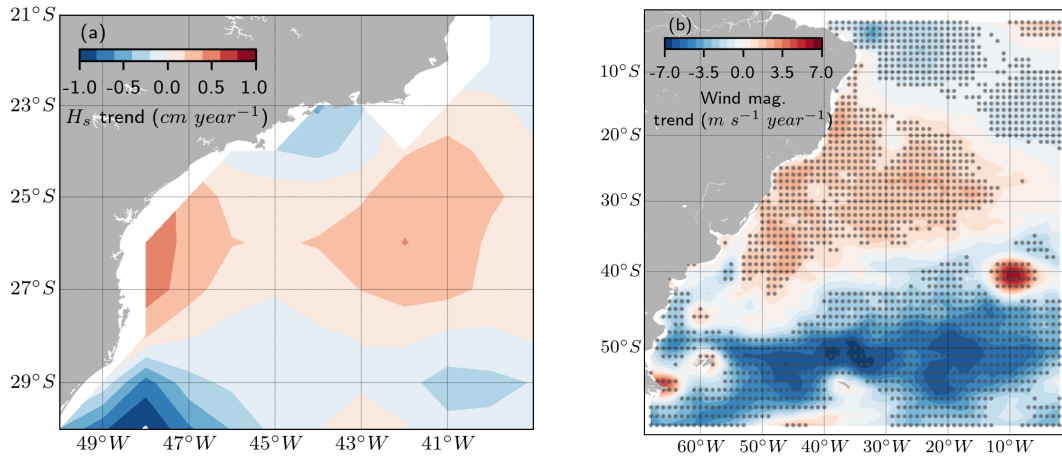 (a)
-1.0 -0.5 0.0 0.5 1.0
H_s trend (cm year⁻¹)
21°S
23°S
25°S
27°S
29°S
49°W 47°W 45°W 43°W 41°W
(b)
-7.0 -3.5 0.0 3.5 7.0
Wind mag.
trend (m s⁻¹ year⁻¹)
10°S
20°S
30°S
40°S
50°S
60°W 50°W 40°W 30°W 20°W 10°W